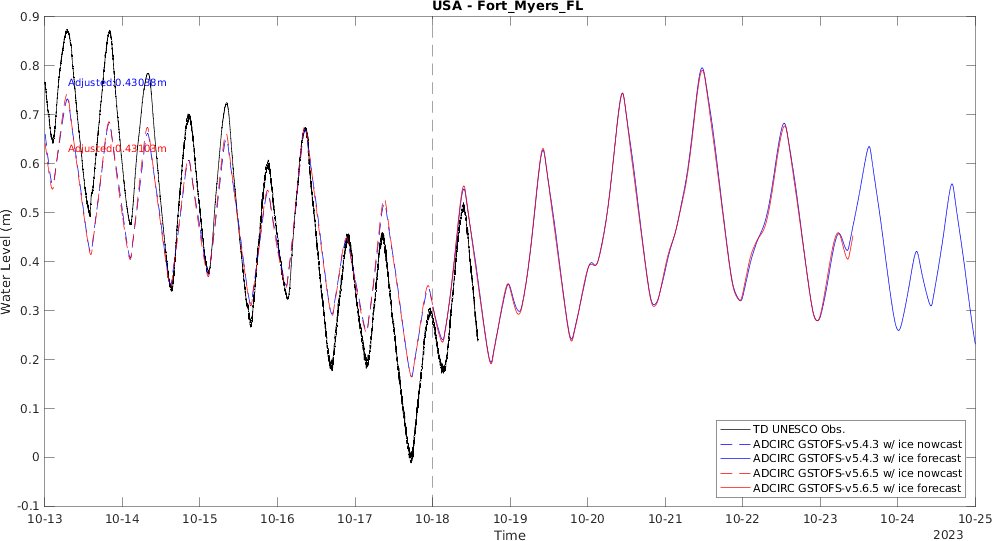 USA - Fort_Myers_FL
0.9
0.8
0.7
0.6
0.5
0.4
0.3
0.2
0.1
0
-0.1
Water Level (m)
Adjusted:0.43038m
Adjusted:0.43103m
TD UNESCO Obs.
ADCIRC GSTOFS-v5.4.3 w/ ice nowcast
ADCIRC GSTOFS-v5.4.3 w/ ice forecast
ADCIRC GSTOFS-v5.6.5 w/ ice nowcast
ADCIRC GSTOFS-v5.6.5 w/ ice forecast
10-13 10-14 10-15 10-16 10-17 10-18 10-19 10-20 10-21 10-22 10-23 10-24 10-25
Time
2023